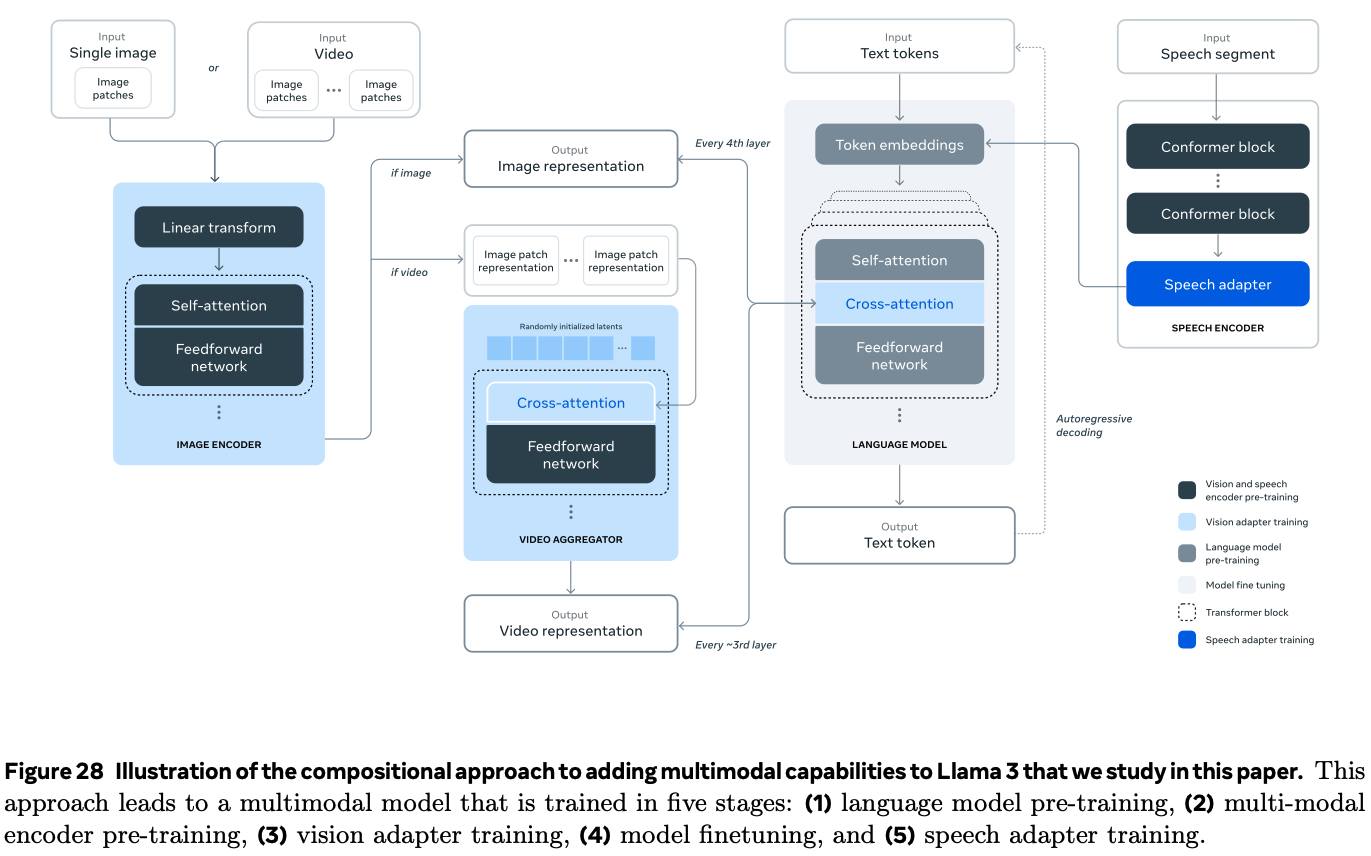 Input
Single image
Image
patches
or
Input
Video
Image
patches
...
Image
patches
Linear transform
Self-attention
Feedforward
network
IMAGE ENCODER
if image
if video
Output
Image representation
Image patch
representation
...
Image patch
representation
Randomly initialized latents
...
Cross-attention
Feedforward
network
VIDEO AGGREGATOR
Output
Video representation
Every 4th layer
Every ~3rd layer
Input
Text tokens
Token embeddings
Self-attention
Cross-attention
Feedforward
network
LANGUAGE MODEL
Output
Text token
Autoregressive
decoding
Input
Speech segment
Conformer block
Conformer block
Speech adapter
SPEECH ENCODER
Vision and speech
encoder pre-training
Vision adapter training
Language model
pre-training
Model fine tuning
Transformer block
Speech adapter training
Figure 28 Illustration of the compositional approach to adding multimodal capabilities to Llama 3 that we study in this paper. This
approach leads to a multimodal model that is trained in five stages: (1) language model pre-training, (2) multi-modal
encoder pre-training, (3) vision adapter training, (4) model finetuning, and (5) speech adapter training.